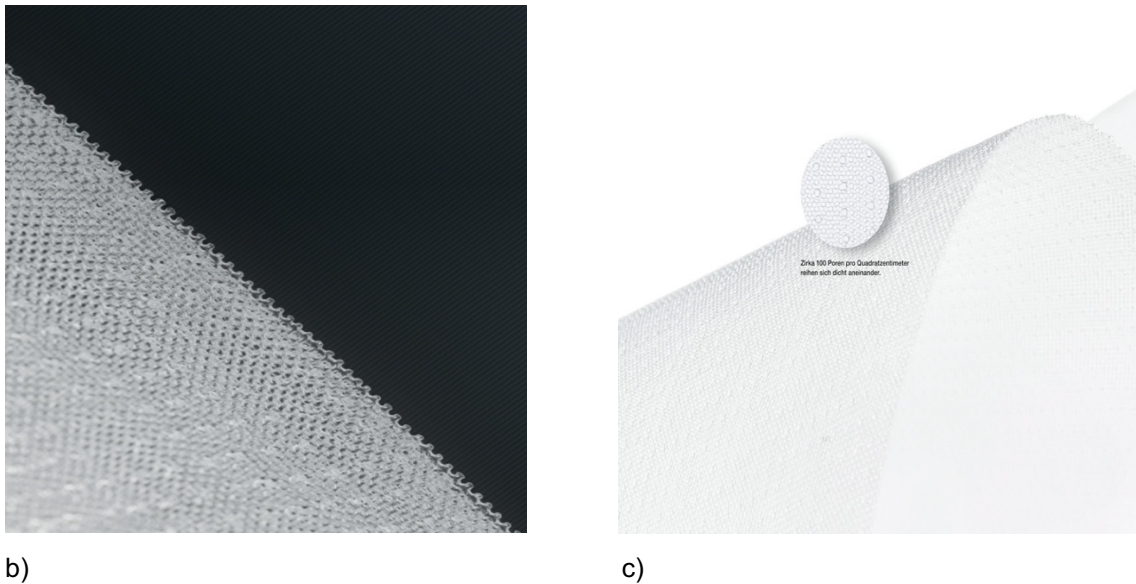 Zirka 100 Poren pro Quadratzentimeter
reihen sich dicht aneinander.
b)
c)